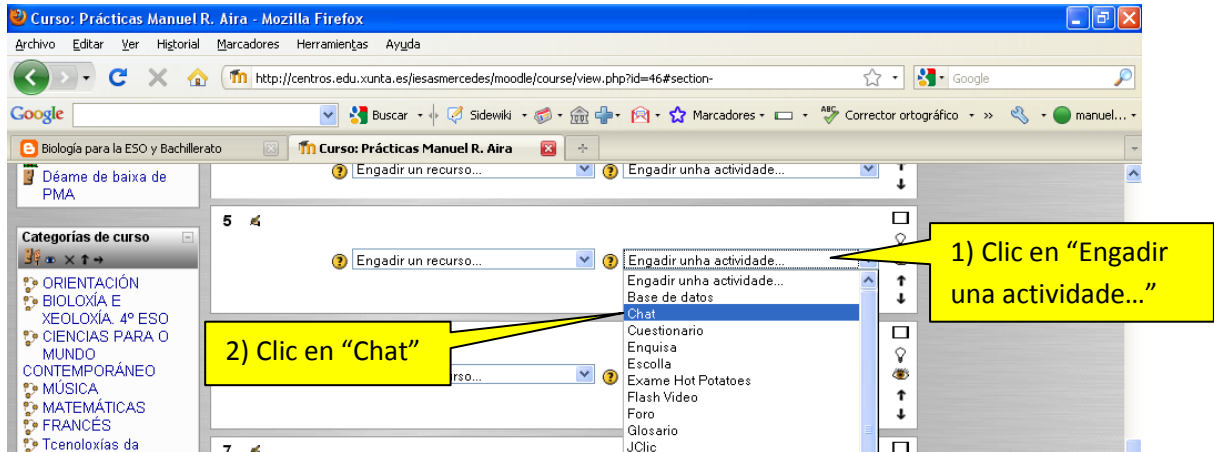 Curso: Prácticas Manuel R. Aira - Mozilla Firefox
Archivo Editar Ver Historial Marcadores Herramientas Ayuda
http://centros.edu.xunta.es/iesasmercedes/moodle/course/view.php?id=46#section-
Google
Google Buscar Sidewiki Marcadores ABC Corrector ortográfico » manuel...
Biología para la ESO y Bachillerato Curso: Prácticas Manuel R. Aira
Déame de baixa de
PMA
Engadir un recurso... Engadir unha actividade...
Categorías de curso
ORIENTACIÓN
BIOLOXÍA E
XEOLOXÍA. 4º ESO
CIENCIAS PARA O
MUNDO
CONTEMPORÁNEO
MÚSICA
MATEMÁTICAS
FRANCÉS
Tcenoloxías da
5
Engadir un recurso... Engadir unha actividade...
Engadir unha actividade...
Base de datos
Chat
Cuestionario
Enquisa
Escolla
Exame Hot Potatoes
Flash Video
Foro
Glosario
JClic
1) Clic en “Engadir
una actividade…”
2) Clic en “Chat”
7